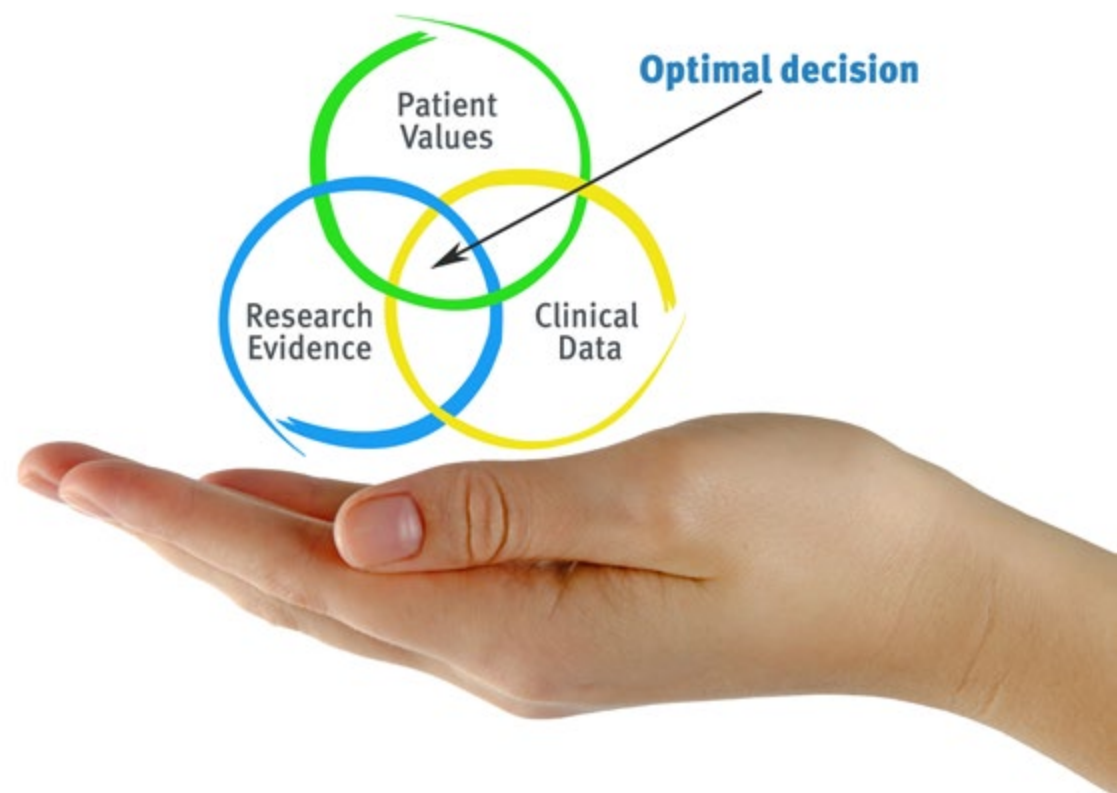 Optimal decision
Patient
Values
Research
Evidence
Clinical
Data